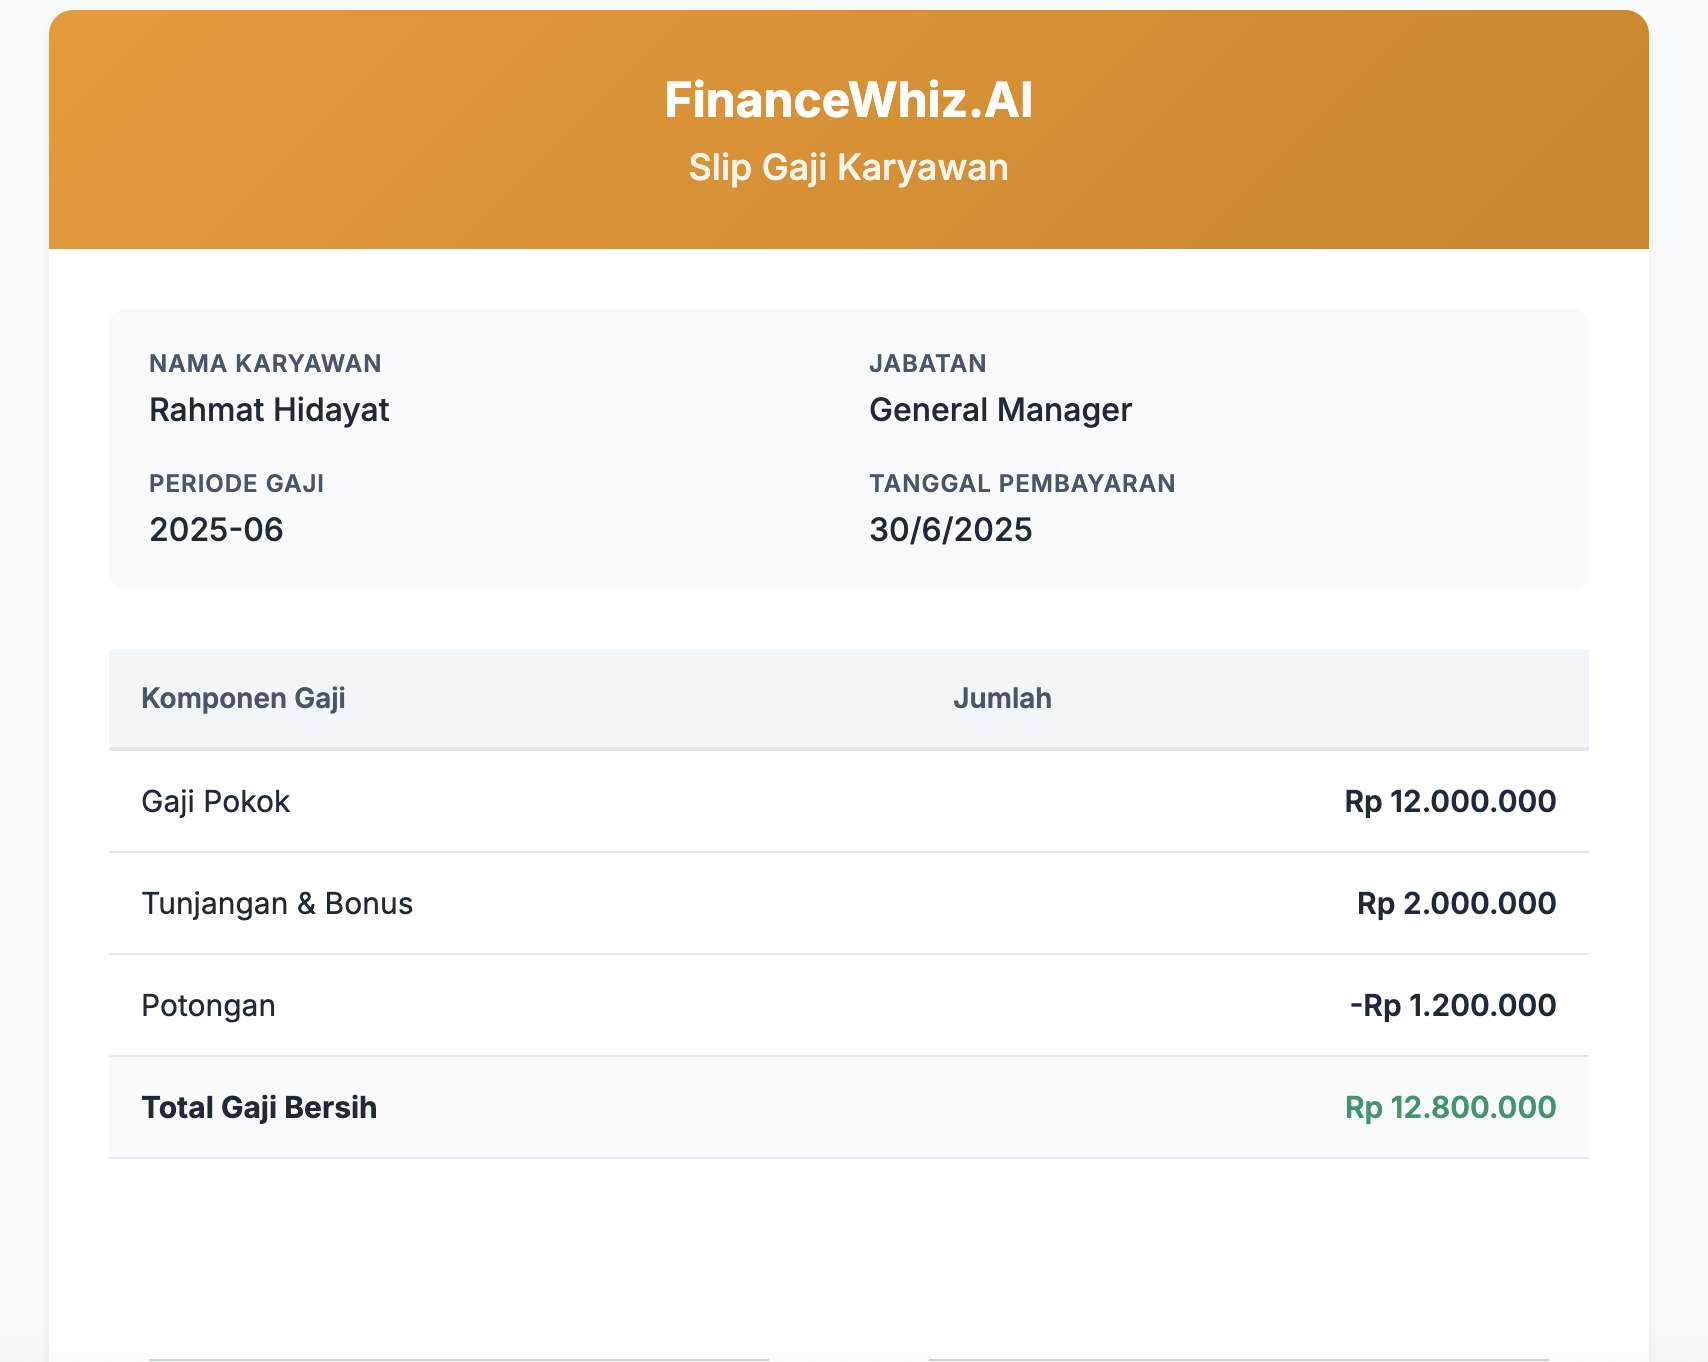 FinanceWhiz.AI
Slip Gaji Karyawan
NAMA KARYAWAN
Rahmat Hidayat
JABATAN
General Manager
PERIODE GAJI
2025-06
TANGGAL PEMBAYARAN
30/6/2025
Komponen Gaji Jumlah
Gaji Pokok Rp 12.000.000
Tunjangan & Bonus Rp 2.000.000
Potongan -Rp 1.200.000
Total Gaji Bersih Rp 12.800.000